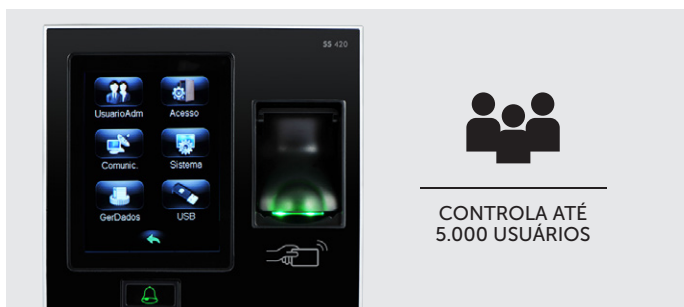 SS 420
UsuarioAdm
Acesso
Comunic.
Sistema
GerDados
USB
CONTROLA ATÉ
5.000 USUÁRIOS